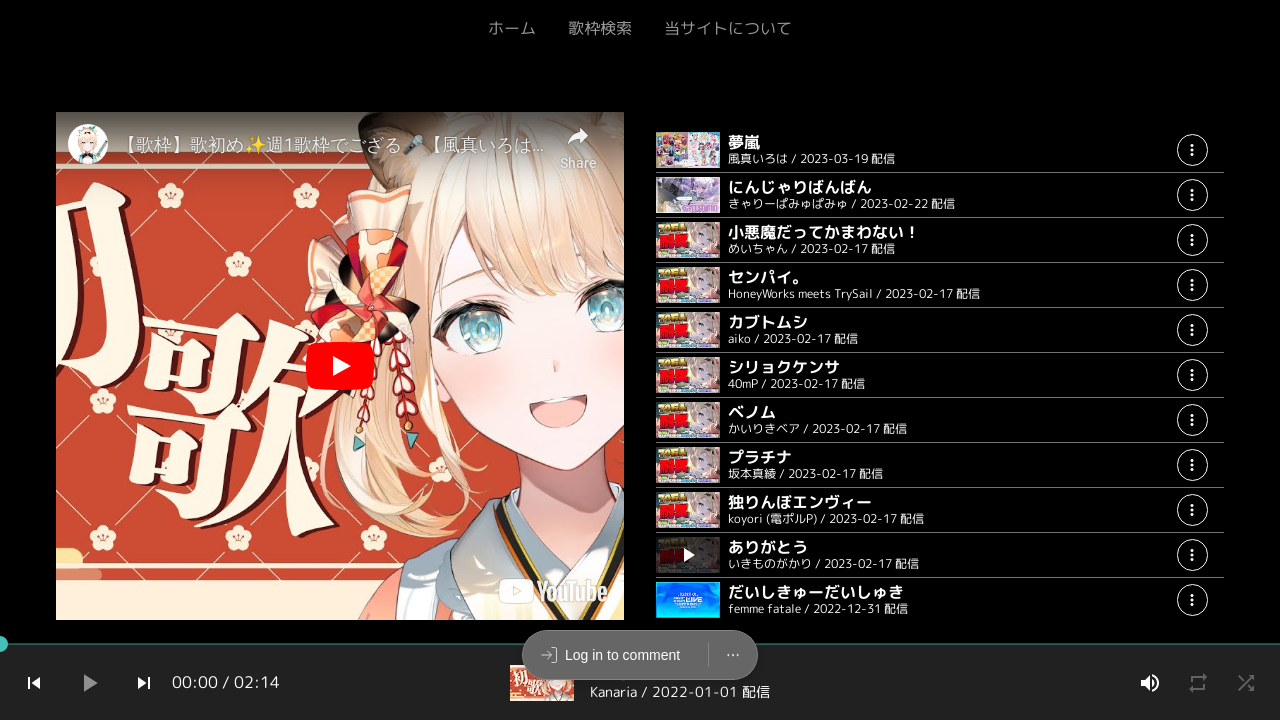 ホーム 歌枠検索 当サイトについて
【歌枠】歌初め✨週1歌枠でござる🎤【風真いろは...
Share
初
歌
YouTube
夢嵐
風真いろは / 2023-03-19 配信
にんじゃりばんばん
きゃりーぱみゅぱみゅ / 2023-02-22 配信
小悪魔だってかまわない！
めいちゃん / 2023-02-17 配信
センパイ。
HoneyWorks meets TrySail / 2023-02-17 配信
カブトムシ
aiko / 2023-02-17 配信
シリョクケンサ
40mP / 2023-02-17 配信
ベノム
かいりきベア / 2023-02-17 配信
プラチナ
坂本真綾 / 2023-02-17 配信
独りんぼエンヴィー
koyori (電ポルP) / 2023-02-17 配信
ありがとう
いきものがかり / 2023-02-17 配信
だいしきゅーだいしゅき
femme fatale / 2022-12-31 配信
Log in to comment
00:00 / 02:14
Kanaria / 2022-01-01 配信